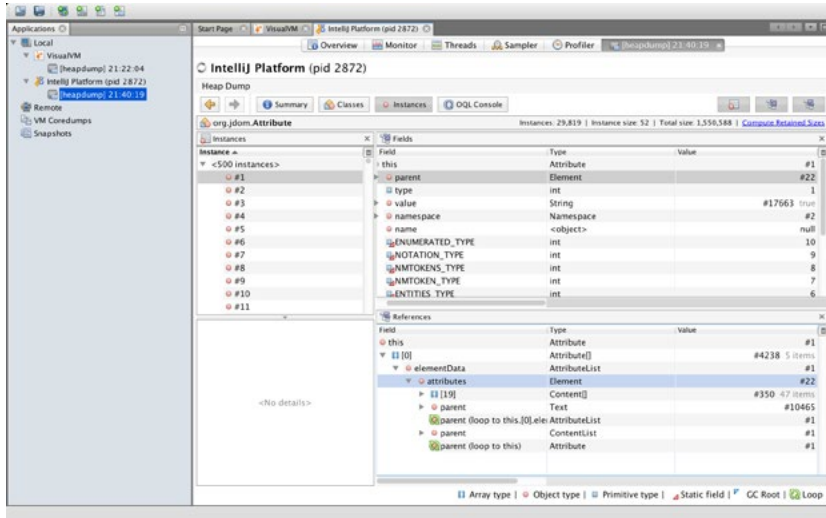 Applications
Start Page
VisualVM
IntelliJ Platform (pid 2872)
Local
VisualVM
[heapdump] 21:22:04
IntelliJ Platform (pid 2872)
[heapdump] 21:40:19
Remote
VM Coredumps
Snapshots
Overview
Monitor
Threads
Sampler
Profiler
[heapdump] 21:40:19
IntelliJ Platform (pid 2872)
Heap Dump
Summary
Classes
Instances
OQL Console
org.jdom.Attribute
Instances: 29,819 | Instance size: 52 | Total size: 1,550,588 | Compute Retained Sizes
Instances
Instance
<500 instances>
#1
#2
#3
#4
#5
#6
#7
#8
#9
#10
#11
<No details>
Fields
Field Type Value
this Attribute #1
parent Element #22
type int 1
value String #17663 true
namespace Namespace #2
name <object> null
ENUMERATED_TYPE int 10
NOTATION_TYPE int 9
NMTOKENS_TYPE int 8
NMTOKEN_TYPE int 7
ENTITIES_TYPE int 6
References
Field Type Value
this Attribute #1
[0] Attribute[] #4238 5 items
elementData AttributeList #1
attributes Element #22
[19] Content[] #350 47 items
parent Text #10465
parent (loop to this.[0].ele AttributeList #1
parent ContentList #1
parent (loop to this) Attribute #1
Array type | Object type | Primitive type | Static field | GC Root | Loop